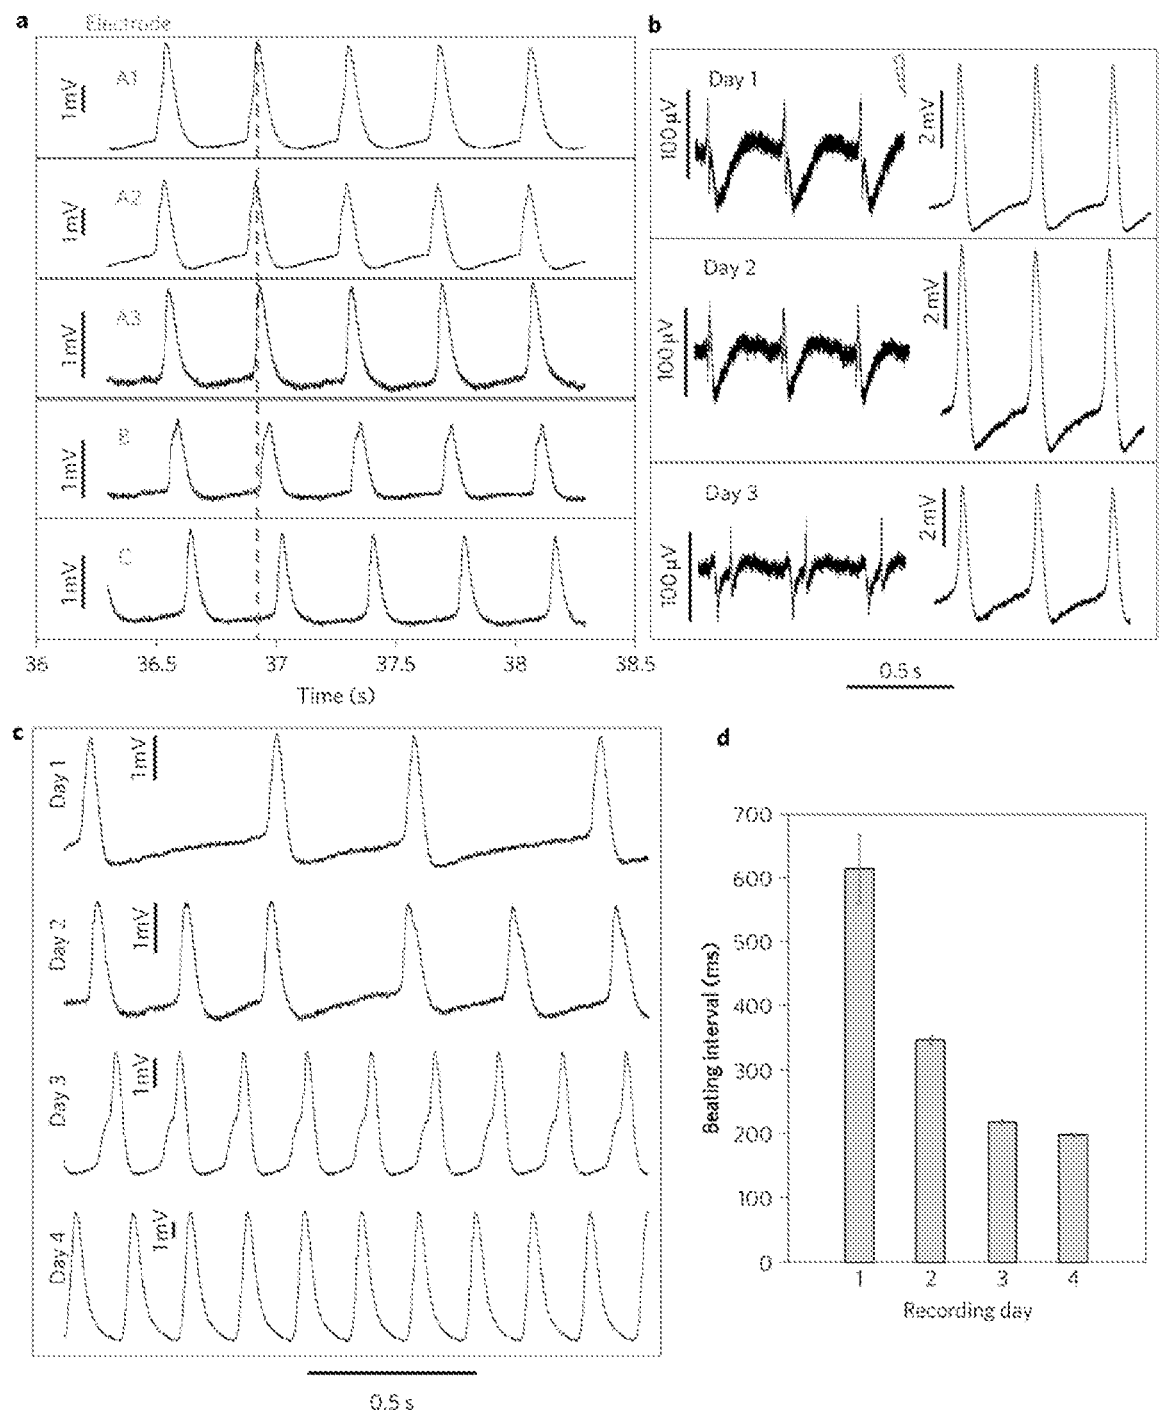 a
Electrode
A1
1mV
A2
1mV
A3
1mV
B
1mV
C
1mV
36
36.5
37
37.5
38
38.5
Time (s)
b
Day 1
100 µV
2 mV
Day 2
100 µV
2 mV
Day 3
100 µV
2 mV
0.5 s
c
Day 1
1mV
Day 2
1mV
Day 3
1mV
Day 4
1mV
0.5 s
d
700
600
500
400
300
200
100
0
Beating interval (ms)
1
2
3
4
Recording day